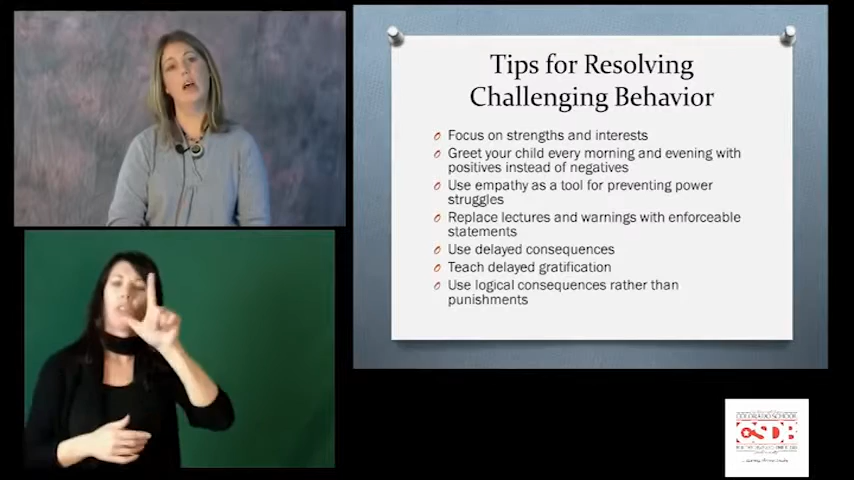 Tips for Resolving
Challenging Behavior
Focus on strengths and interests
Greet your child every morning and evening with
positives instead of negatives
Use empathy as a tool for preventing power
struggles
Replace lectures and warnings with enforceable
statements
Use delayed consequences
Teach delayed gratification
Use logical consequences rather than
punishments
COLORADO SCHOOL
CSDB